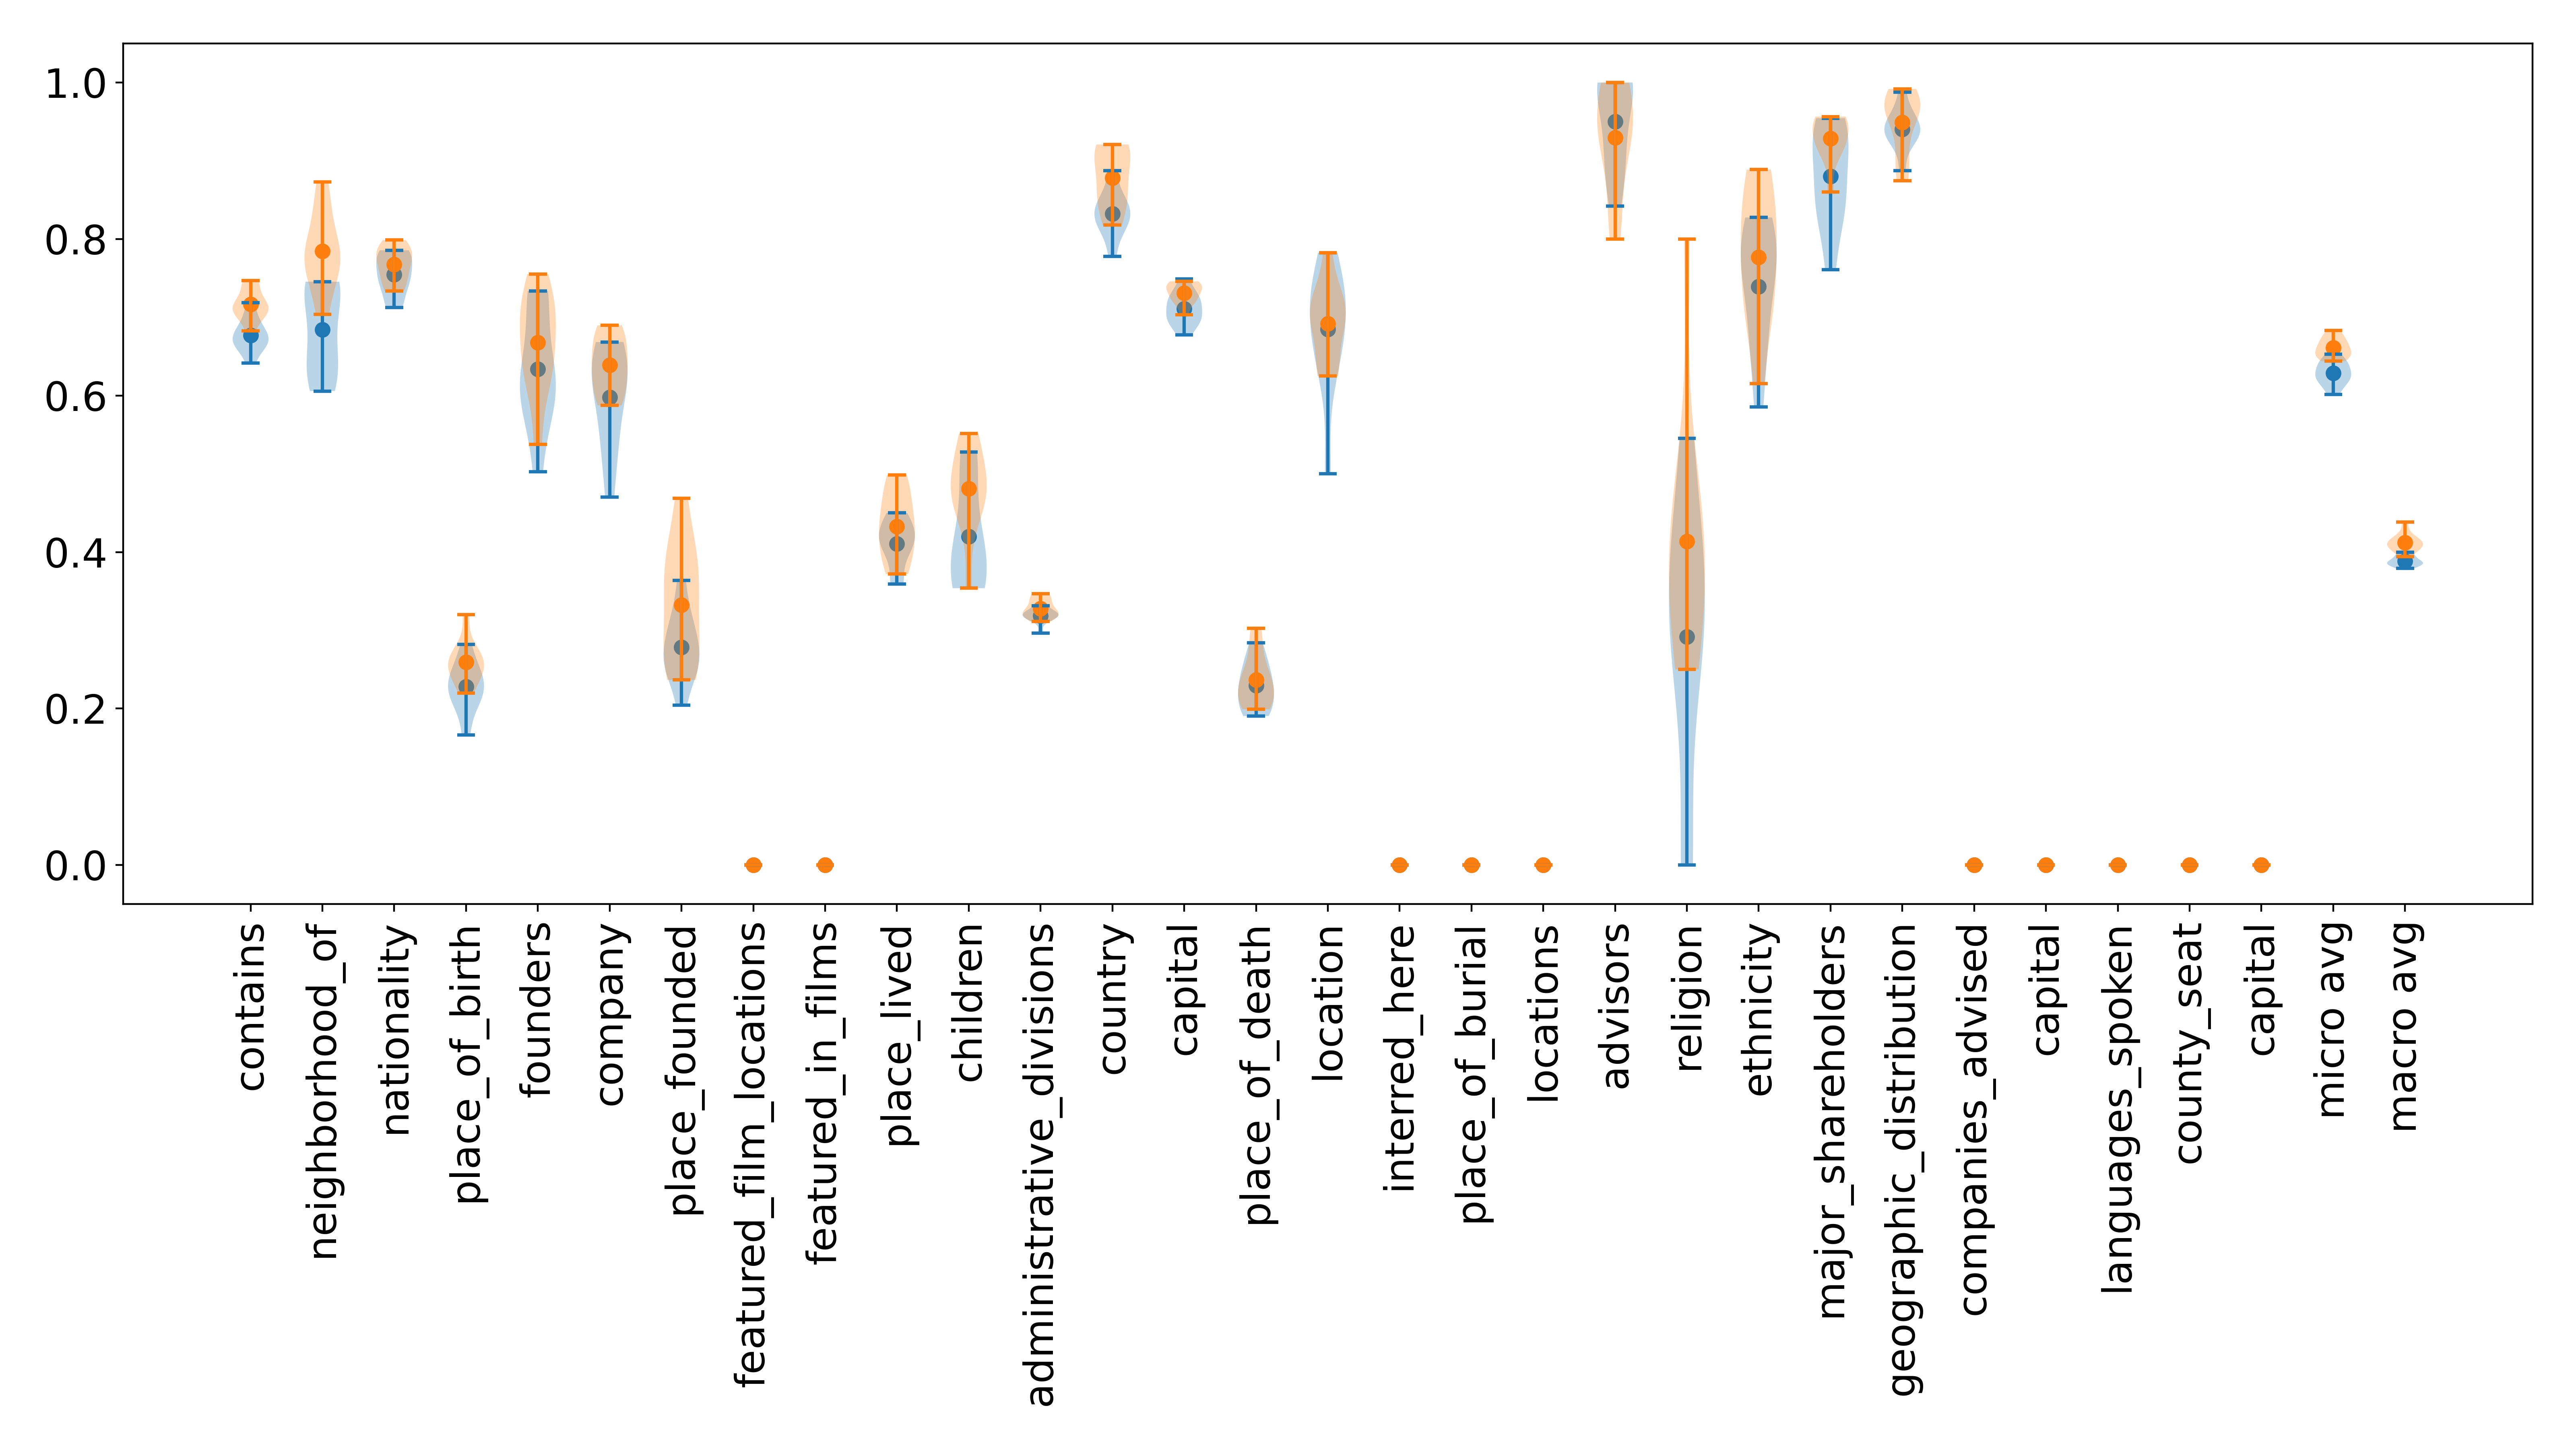 1.0
0.8
0.6
0.4
0.2
0.0
contains
neighborhood_of
nationality
place_of_birth
founders
company
place_founded
featured_film_locations
featured_in_films
place_lived
children
administrative_divisions
country
capital
place_of_death
location
interred_here
place_of_burial
locations
advisors
religion
ethnicity
major_shareholders
geographic_distribution
companies_advised
capital
languages_spoken
county_seat
capital
micro avg
macro avg